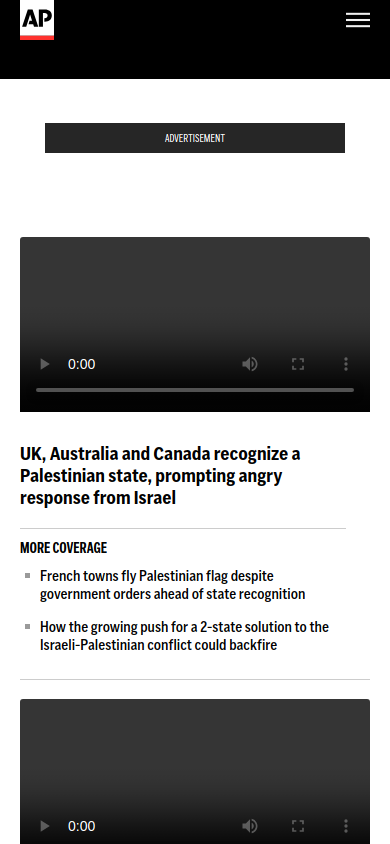 AP
ADVERTISEMENT
0:00
UK, Australia and Canada recognize a
Palestinian state, prompting angry
response from Israel
MORE COVERAGE
French towns fly Palestinian flag despite
government orders ahead of state recognition
How the growing push for a 2-state solution to the
Israeli-Palestinian conflict could backfire
0:00